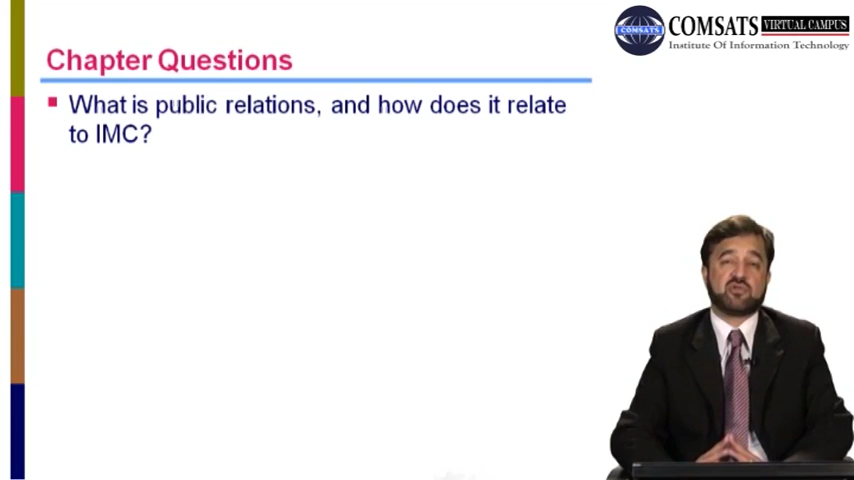 COMSATS VIRTUAL CAMPUS
COMSATS
Institute Of Information Technology
Chapter Questions
What is public relations, and how does it relate
to IMC?